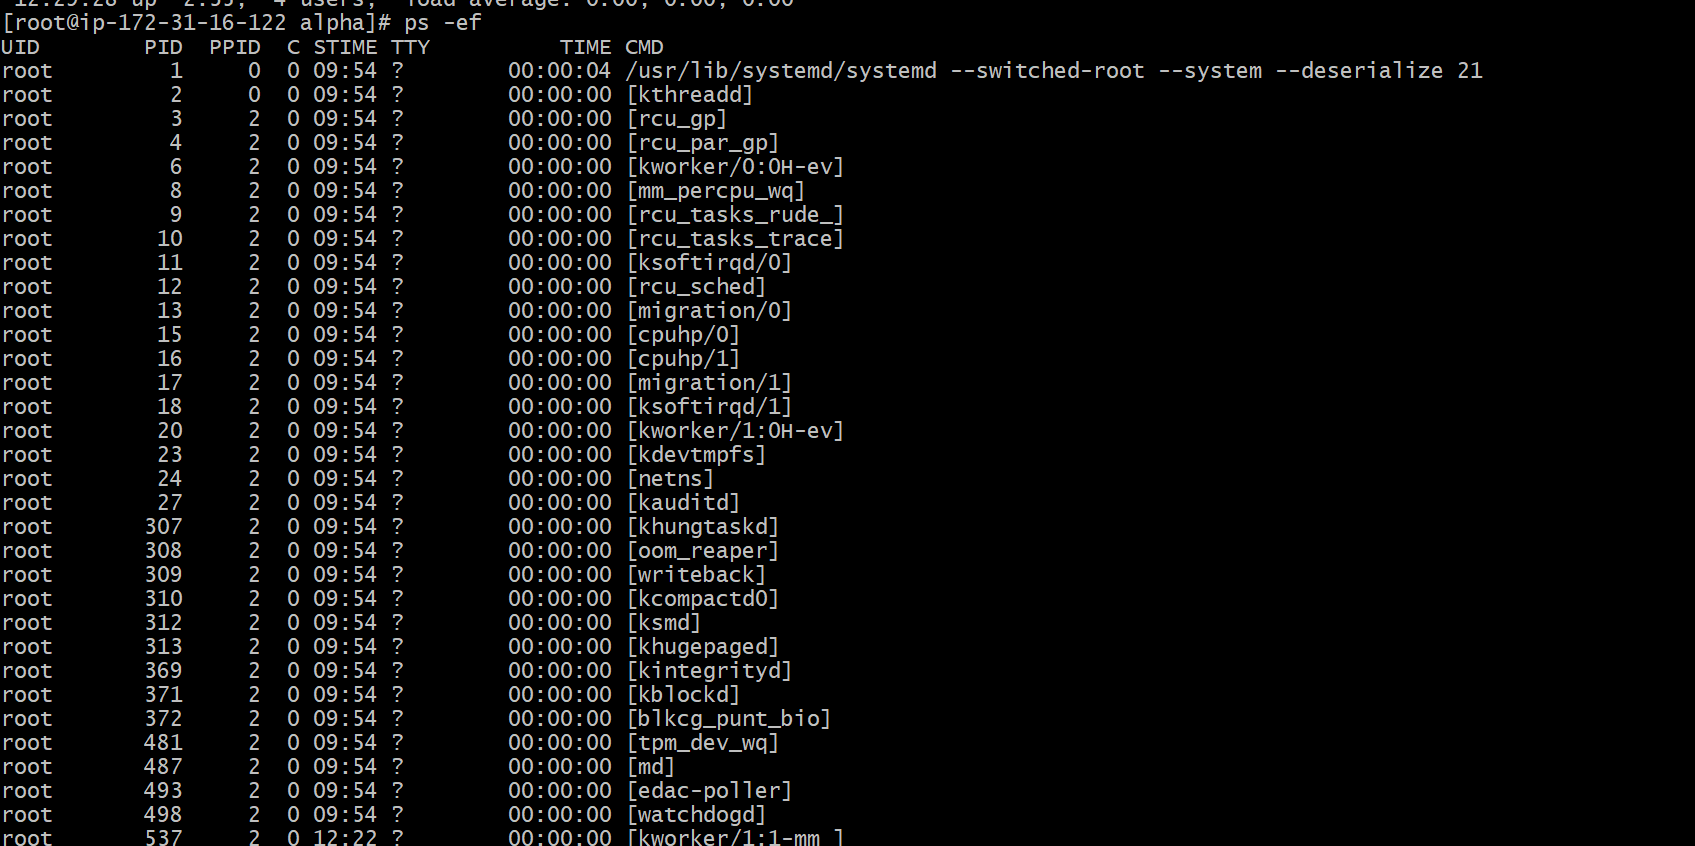 12:29:28 up 2:35, 4 users, load average: 0.00, 0.00, 0.00
[root@ip-172-31-16-122 alpha]# ps -ef
UID        PID  PPID  C STIME TTY          TIME CMD
root         1     0  0 09:54 ?        00:00:04 /usr/lib/systemd/systemd --switched-root --system --deserialize 21
root         2     0  0 09:54 ?        00:00:00 [kthreadd]
root         3     2  0 09:54 ?        00:00:00 [rcu_gp]
root         4     2  0 09:54 ?        00:00:00 [rcu_par_gp]
root         6     2  0 09:54 ?        00:00:00 [kworker/0:0H-ev]
root         8     2  0 09:54 ?        00:00:00 [mm_percpu_wq]
root         9     2  0 09:54 ?        00:00:00 [rcu_tasks_rude_]
root        10     2  0 09:54 ?        00:00:00 [rcu_tasks_trace]
root        11     2  0 09:54 ?        00:00:00 [ksoftirqd/0]
root        12     2  0 09:54 ?        00:00:00 [rcu_sched]
root        13     2  0 09:54 ?        00:00:00 [migration/0]
root        15     2  0 09:54 ?        00:00:00 [cpuhp/0]
root        16     2  0 09:54 ?        00:00:00 [cpuhp/1]
root        17     2  0 09:54 ?        00:00:00 [migration/1]
root        18     2  0 09:54 ?        00:00:00 [ksoftirqd/1]
root        20     2  0 09:54 ?        00:00:00 [kworker/1:0H-ev]
root        23     2  0 09:54 ?        00:00:00 [kdevtmpfs]
root        24     2  0 09:54 ?        00:00:00 [netns]
root        27     2  0 09:54 ?        00:00:00 [kauditd]
root       307     2  0 09:54 ?        00:00:00 [khungtaskd]
root       308     2  0 09:54 ?        00:00:00 [oom_reaper]
root       309     2  0 09:54 ?        00:00:00 [writeback]
root       310     2  0 09:54 ?        00:00:00 [kcompactd0]
root       312     2  0 09:54 ?        00:00:00 [ksmd]
root       313     2  0 09:54 ?        00:00:00 [khugepaged]
root       369     2  0 09:54 ?        00:00:00 [kintegrityd]
root       371     2  0 09:54 ?        00:00:00 [kblockd]
root       372     2  0 09:54 ?        00:00:00 [blkcg_punt_bio]
root       481     2  0 09:54 ?        00:00:00 [tpm_dev_wq]
root       487     2  0 09:54 ?        00:00:00 [md]
root       493     2  0 09:54 ?        00:00:00 [edac-poller]
root       498     2  0 09:54 ?        00:00:00 [watchdogd]
root       537     2  0 12:22 ?        00:00:00 [kworker/1:1-mm_]